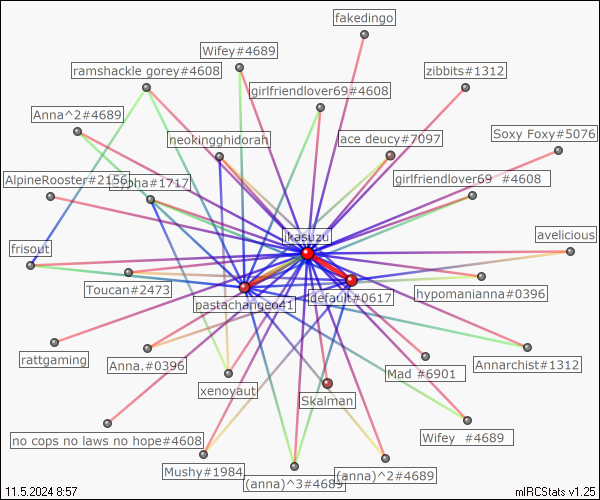 fakedingo
Wifey#4689
ramshackle gorey#4608
zibbits#1312
girlfriendlover69#4608
Anna^2#4689
neokingghidorah
ace deucy#7097
Soxy Foxy#5076
AlpineRooster#2156
girlfriendlover69 #4608
ikasuzu
avelicious
frisout
Toucan#2473
pastachangeo41
default#0617
hypomanianna#0396
rattgaming
Anna.#0396
Annarchist#1312
xenoyaut
Mad #6901
Skalman
no cops no laws no hope#4608
Wifey #4689
Mushy#1984
(anna)^3#4689
(anna)^2#4689
11.5.2024 8:57
mIRCStats v1.25